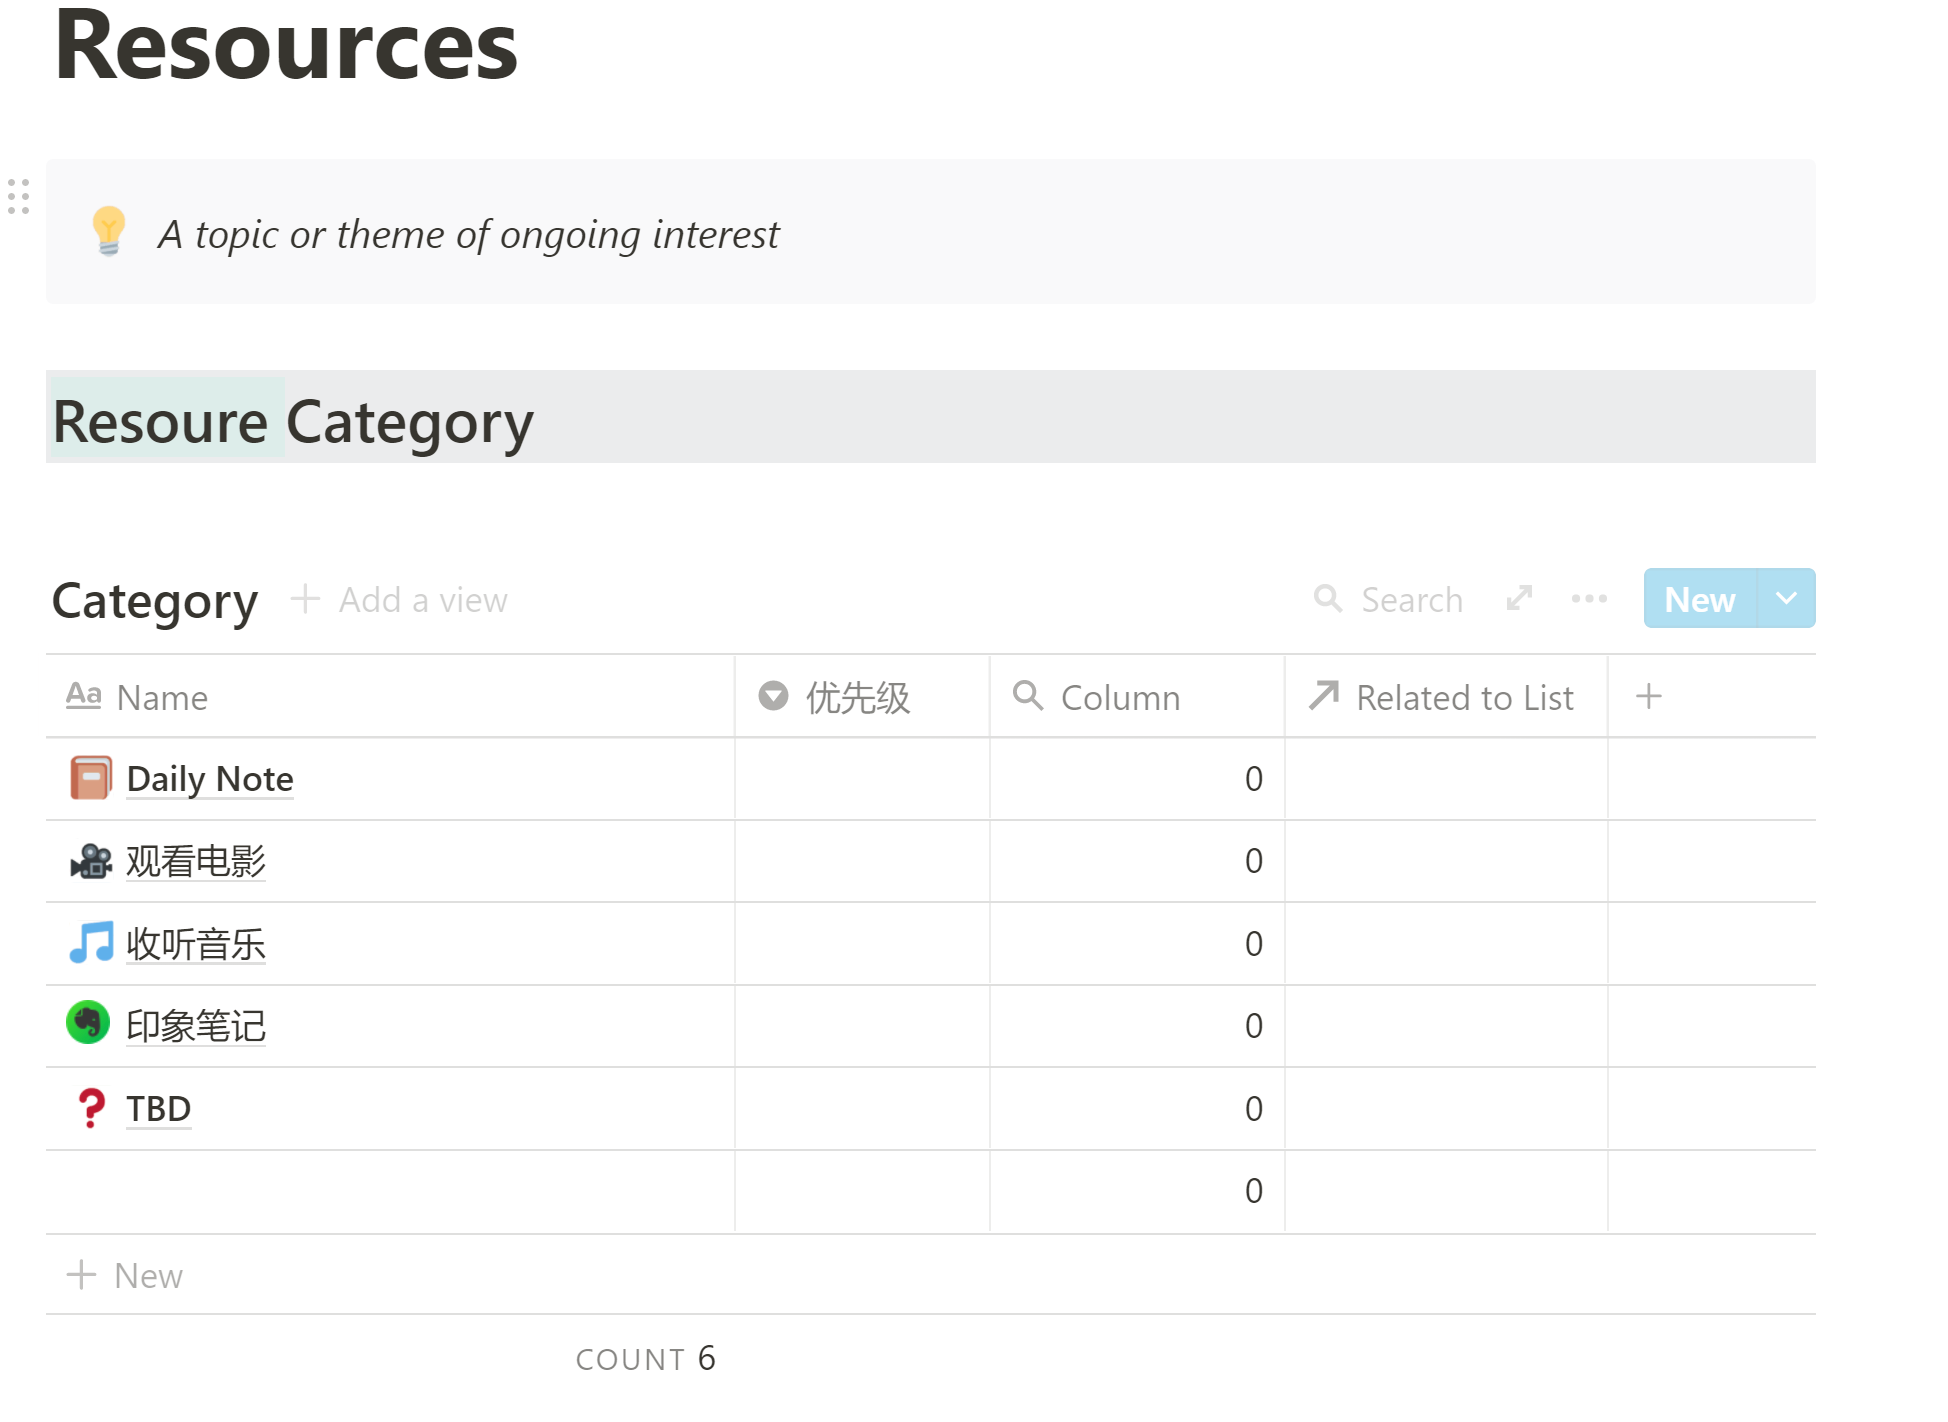 Resources
A topic or theme of ongoing interest
Resoure Category
Category Add a view Search New
Aa Name 优先级 Column Related to List
Daily Note 0
观看电影 0
收听音乐 0
印象笔记 0
TBD 0
0
New
COUNT 6